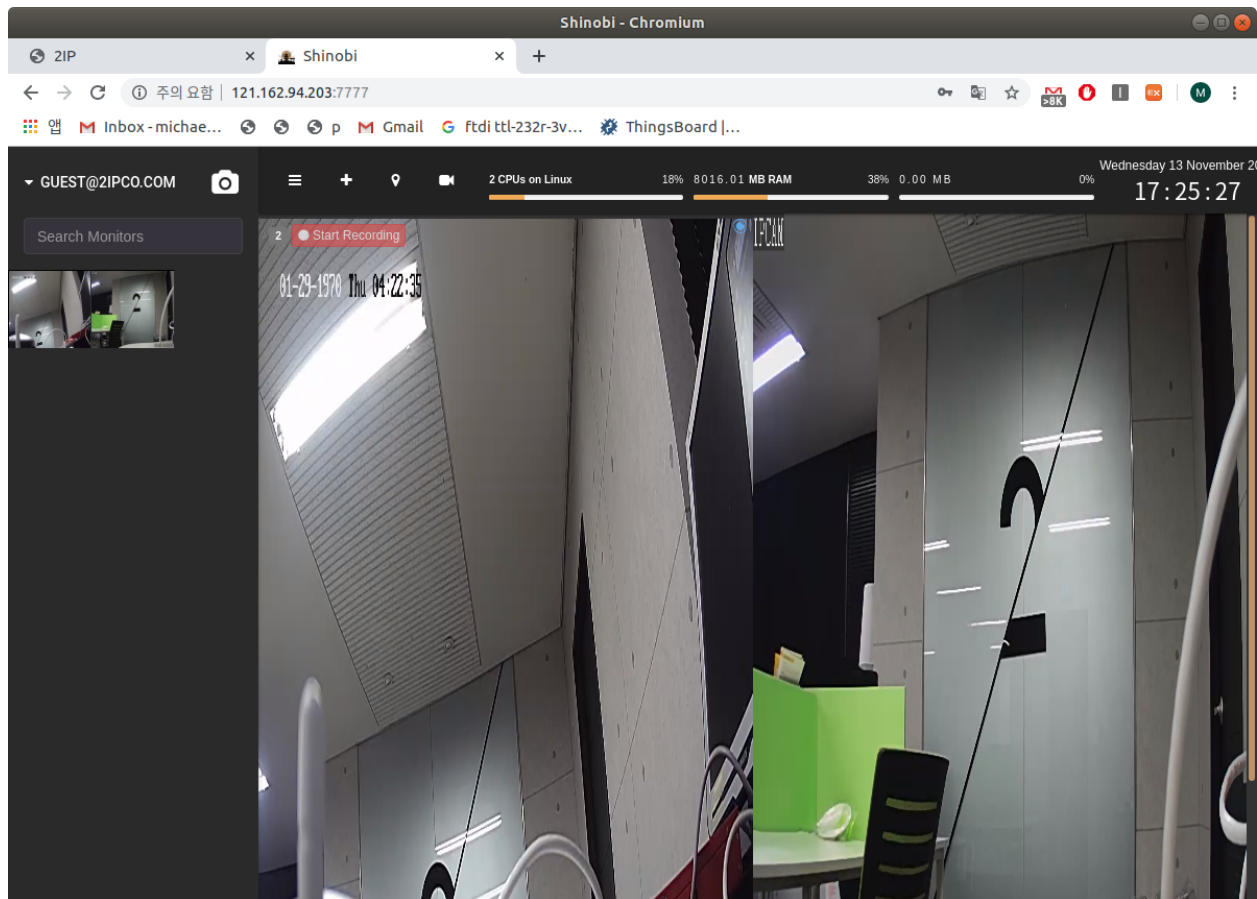 Shinobi - Chromium
2IP
Shinobi
주의 요함 | 121.162.94.203:7777
>8K
M
앱 Inbox - michae... p Gmail ftdi ttl-232r-3v... ThingsBoard |...
GUEST@2IPCO.COM
2 CPUs on Linux 18% 8016.01 MB RAM 38% 0.00 MB 0%
Wednesday 13 November 20
17:25:27
Search Monitors
2 Start Recording
01-29-1970 Thu 04:22:35